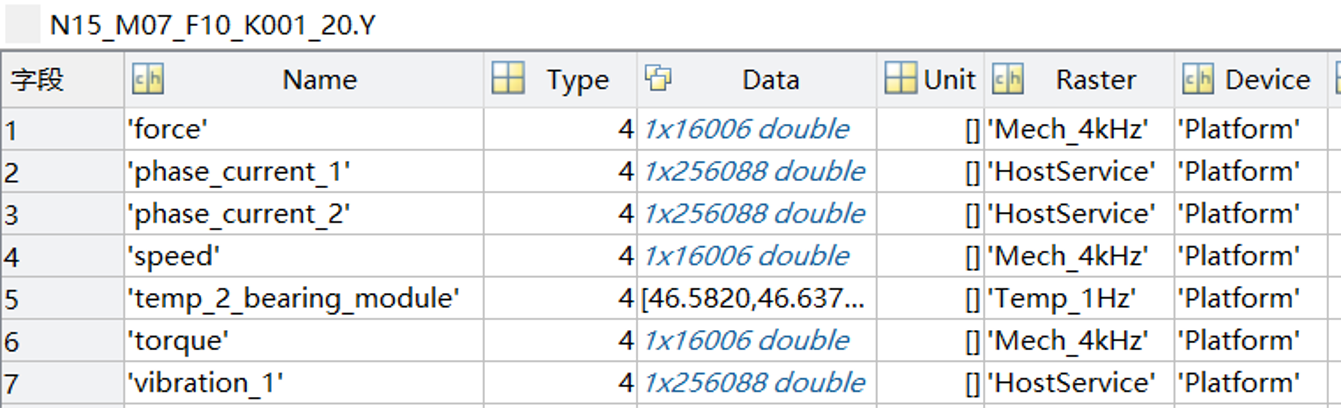 N15_M07_F10_K001_20.Y
字段 Name Type Data Unit Raster Device
1 'force' 4 1x16006 double [] 'Mech_4kHz' 'Platform'
2 'phase_current_1' 4 1x256088 double [] 'HostService' 'Platform'
3 'phase_current_2' 4 1x256088 double [] 'HostService' 'Platform'
4 'speed' 4 1x16006 double [] 'Mech_4kHz' 'Platform'
5 'temp_2_bearing_module' 4 [46.5820,46.637... [] 'Temp_1Hz' 'Platform'
6 'torque' 4 1x16006 double [] 'Mech_4kHz' 'Platform'
7 'vibration_1' 4 1x256088 double [] 'HostService' 'Platform'